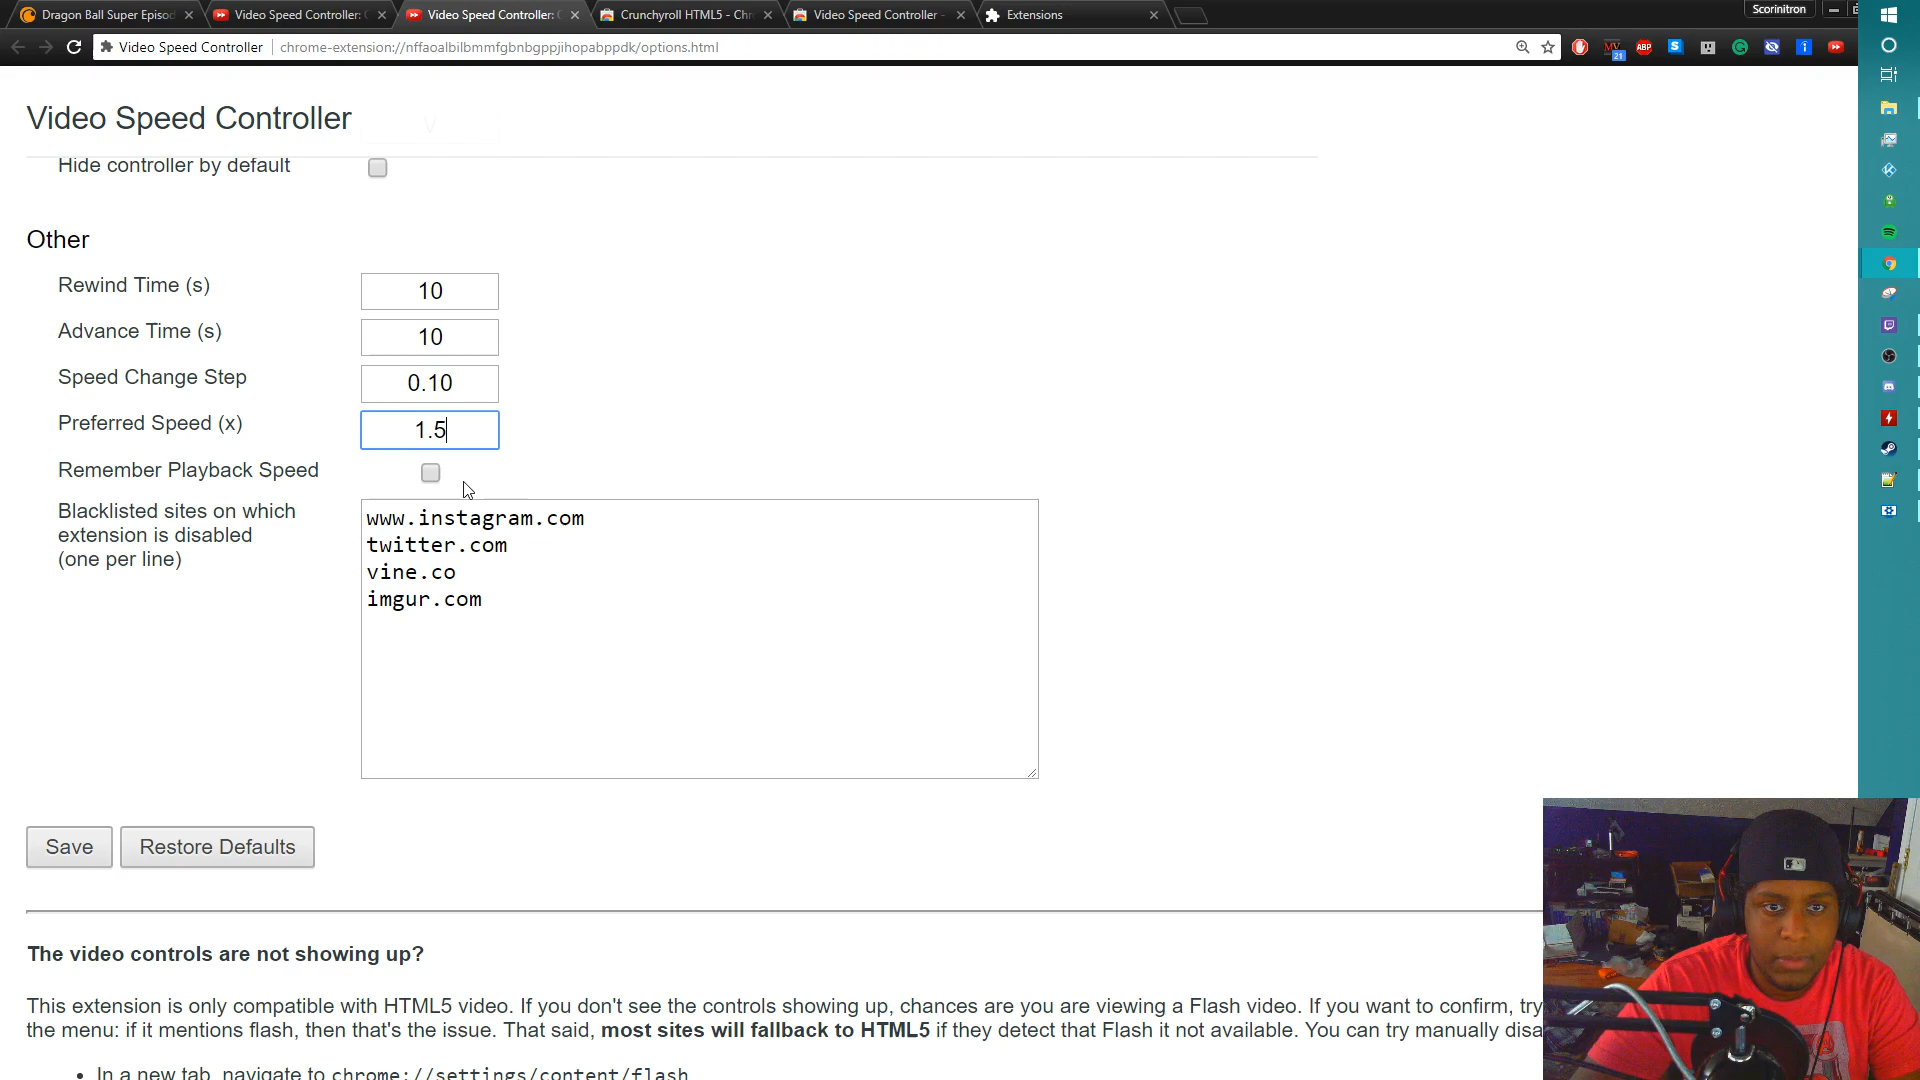 Dragon Ball Super Episod
Video Speed Controller: C
Video Speed Controller: C
Crunchyroll HTML5 - Chr
Video Speed Controller -
Extensions
Scorinitron
Video Speed Controller
chrome-extension://nffaoalbilbmmfgbnbgppjihopabppdk/options.html
MV
21
ABP
Video Speed Controller
Hide controller by default
Other
Rewind Time (s)
10
Advance Time (s)
10
Speed Change Step
0.10
Preferred Speed (x)
1.5
Remember Playback Speed
Blacklisted sites on which
extension is disabled
(one per line)
www.instagram.com
twitter.com
vine.co
imgur.com
Save
Restore Defaults
The video controls are not showing up?
This extension is only compatible with HTML5 video. If you don't see the controls showing up, chances are you are viewing a Flash video. If you want to confirm, try
the menu: if it mentions flash, then that's the issue. That said, most sites will fallback to HTML5 if they detect that Flash it not available. You can try manually disa
In a new tab, navigate to chrome://settings/content/flash